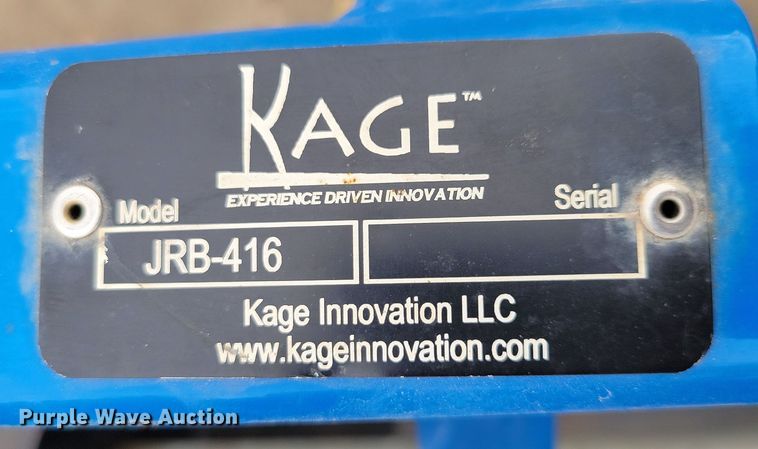 KAGE™
EXPERIENCE DRIVEN INNOVATION
Model Serial
JRB-416
Kage Innovation LLC
www.kageinnovation.com
Purple Wave Auction